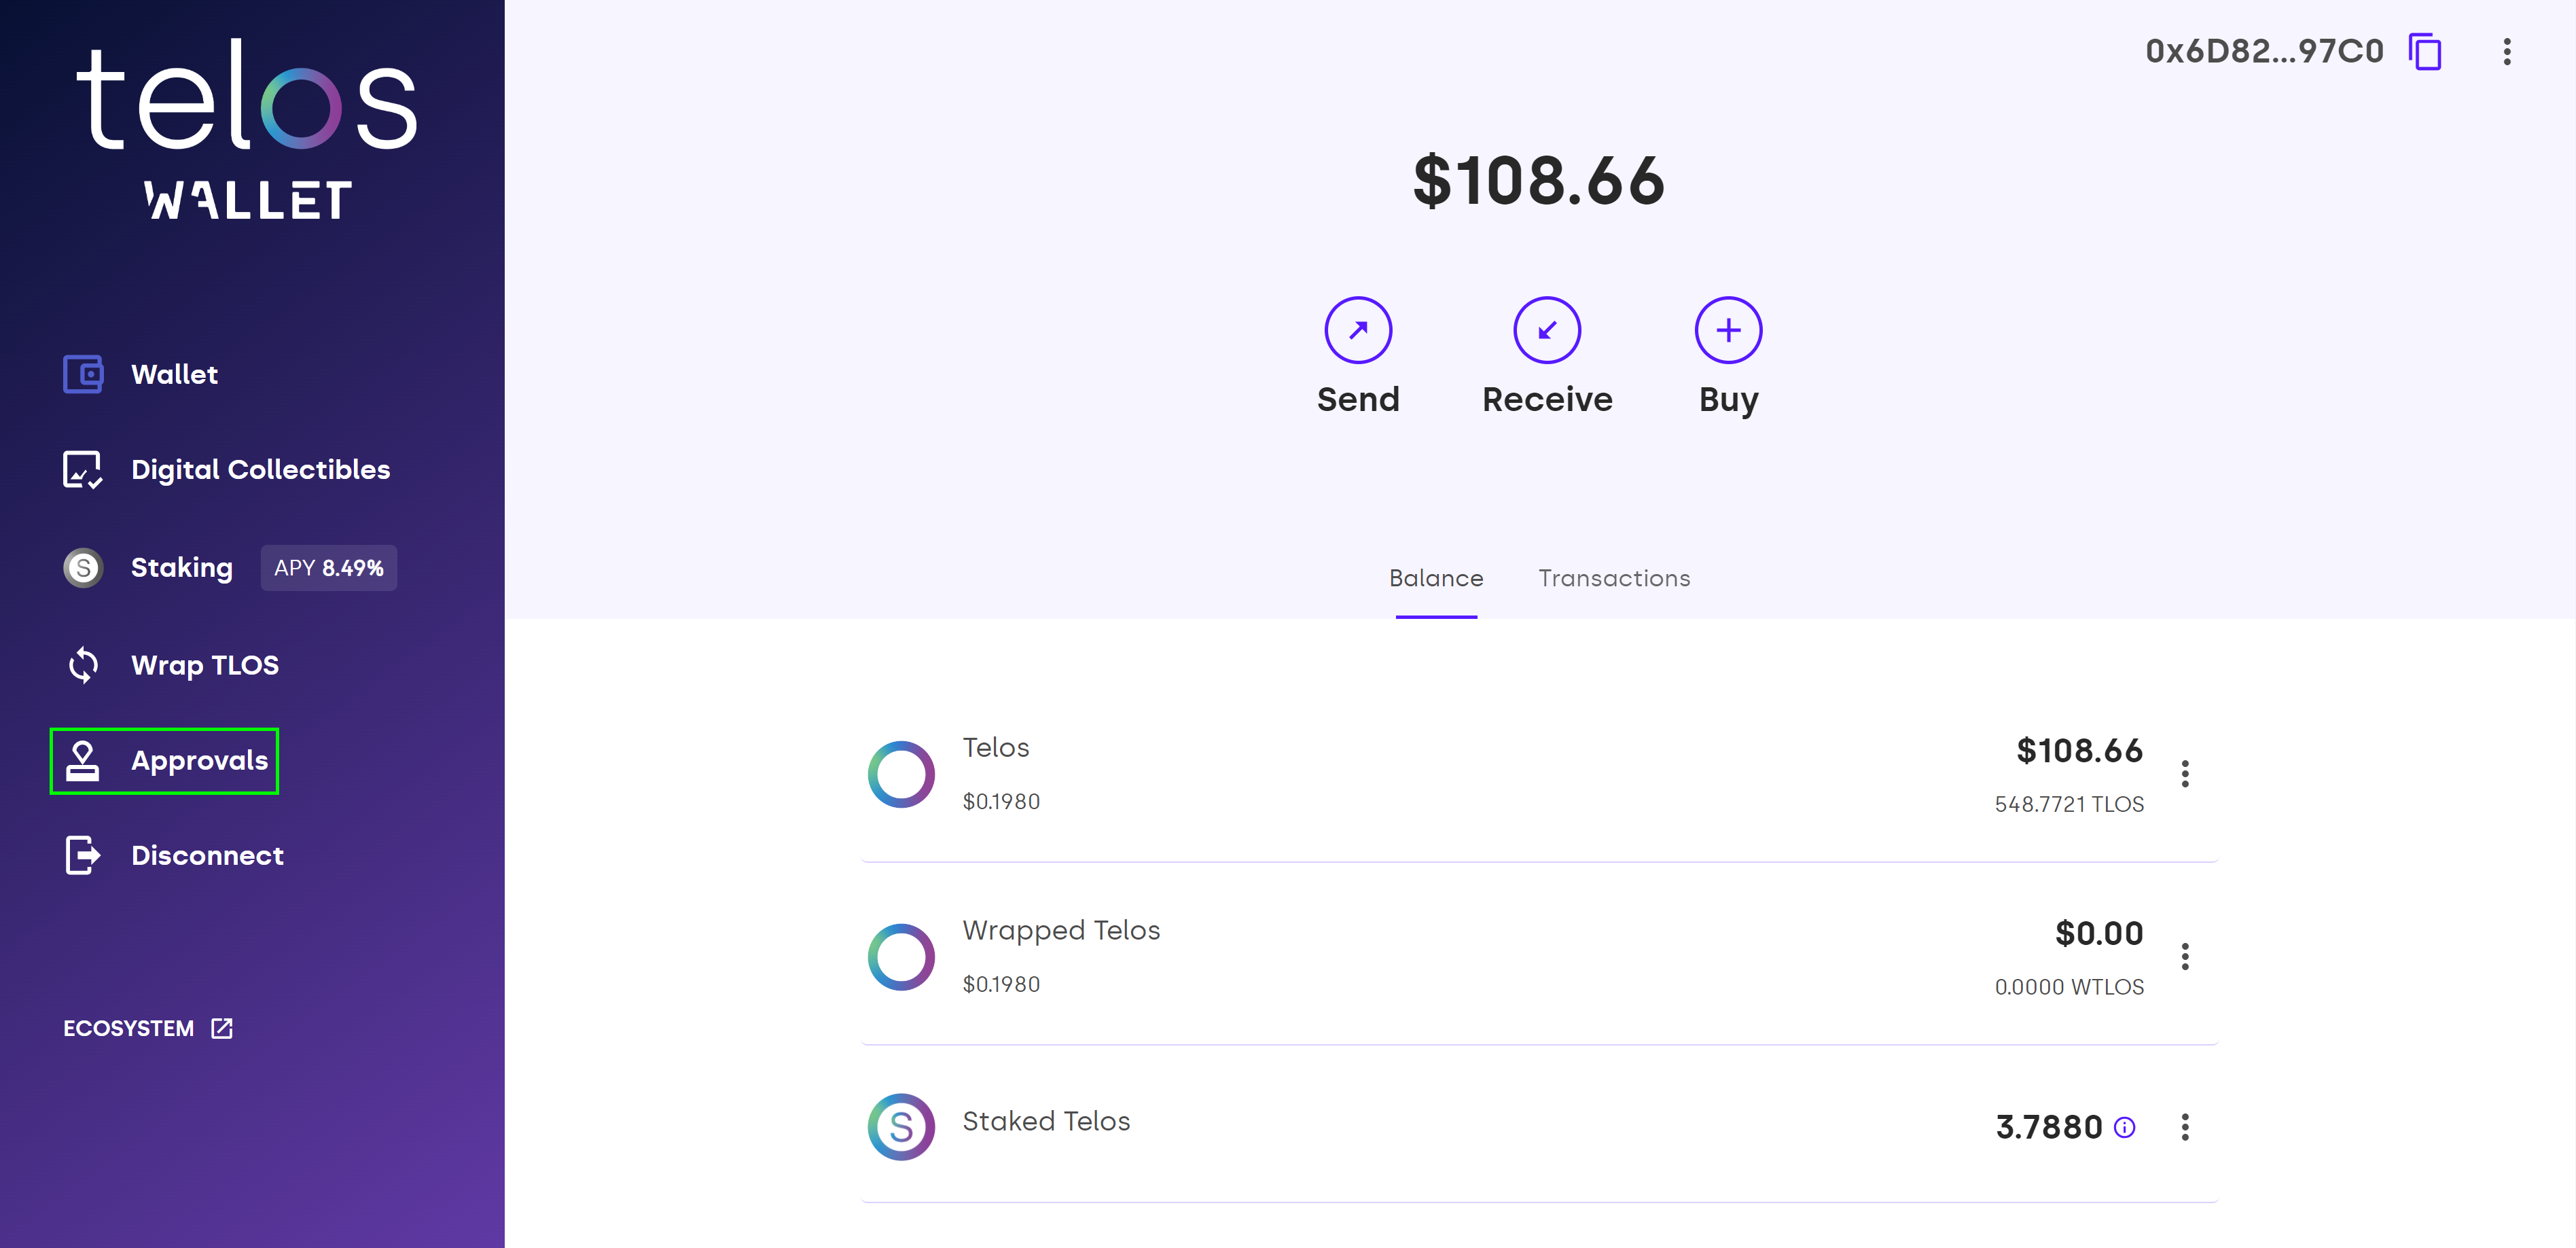 telos
WALLET
Wallet
Digital Collectibles
Staking APY 8.49%
Wrap TLOS
Approvals
Disconnect
ECOSYSTEM
0x6D82...97C0
$108.66
Send Receive Buy
Balance Transactions
Telos $108.66
$0.1980 548.7721 TLOS
Wrapped Telos $0.00
$0.1980 0.0000 WTLOS
Staked Telos 3.7880